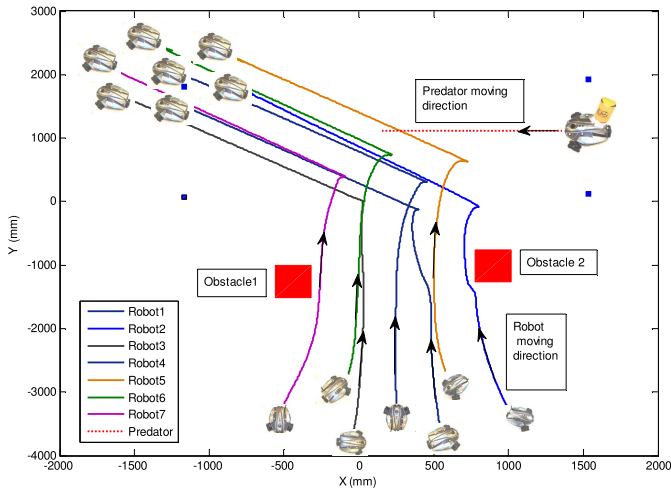 3000
2000
1000
0
-1000
-2000
-3000
-4000
Y (mm)
Predator moving
direction
Obstacle1
Obstacle 2
Robot
moving
direction
Robot1
Robot2
Robot3
Robot4
Robot5
Robot6
Robot7
Predator
-2000 -1500 -1000 -500 0 500 1000 1500 2000
X (mm)